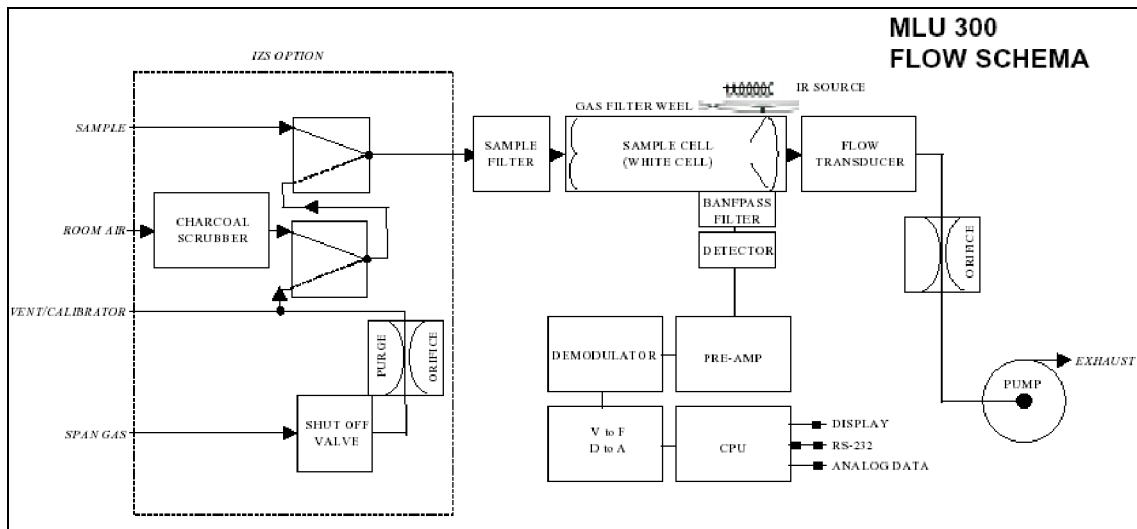 MLU 300
FLOW SCHEMA
IZS OPTION
IR SOURCE
GAS FILTER WEEL
SAMPLE
SAMPLE
FILTER
SAMPLE CELL
(WHITE CELL)
FLOW
TRANSDUCER
BANFPASS
FILTER
DETECTOR
ROOM AIR
CHARCOAL
SCRUBBER
ORIFICE
VENT/CALIBRATOR
PURGE
ORIFICE
DEMODULATOR
PRE-AMP
EXHAUST
PUMP
SPAN GAS
SHUT OFF
VALVE
V to F
D to A
CPU
DISPLAY
RS-232
ANALOG DATA